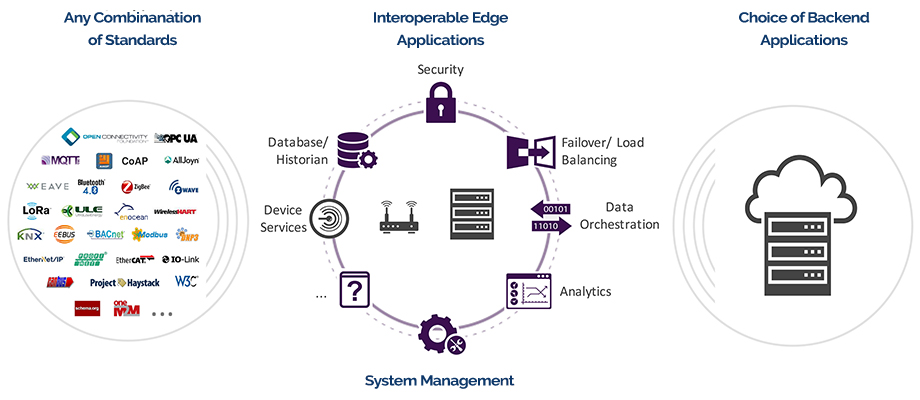 Any Combinanation
of Standards
Interoperable Edge
Applications
Choice of Backend
Applications
Security
Database/
Historian
Failover/ Load
Balancing
Device
Services
Data
Orchestration
00101
11010
...
?
Analytics
System Management
OPEN CONNECTIVITY
FOUNDATION
OPC UA
MQTT
CoAP
AllJoyn
WEAVE
Bluetooth
4.0
ZigBee
WAVE
LoRa
ULE
enocean
WirelessHART
KNX
EEBUS
BACnet
Modbus
DNP3
EtherNet/IP
EtherCAT
IO-Link
Project Haystack
W3C
schema.org
one
M2M
...